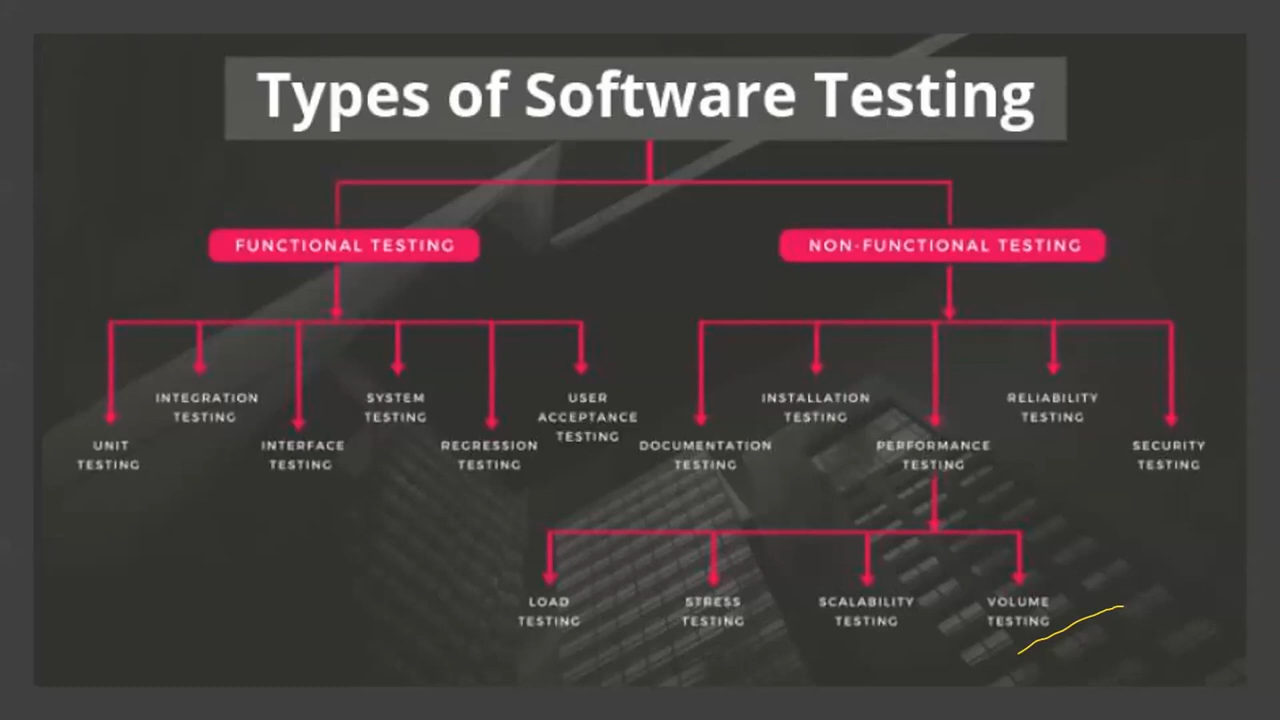 Types of Software Testing
FUNCTIONAL TESTING
NON-FUNCTIONAL TESTING
UNIT
TESTING
INTEGRATION
TESTING
INTERFACE
TESTING
SYSTEM
TESTING
REGRESSION
TESTING
USER
ACCEPTANCE
TESTING
DOCUMENTATION
TESTING
INSTALLATION
TESTING
PERFORMANCE
TESTING
RELIABILITY
TESTING
SECURITY
TESTING
LOAD
TESTING
STRESS
TESTING
SCALABILITY
TESTING
VOLUME
TESTING